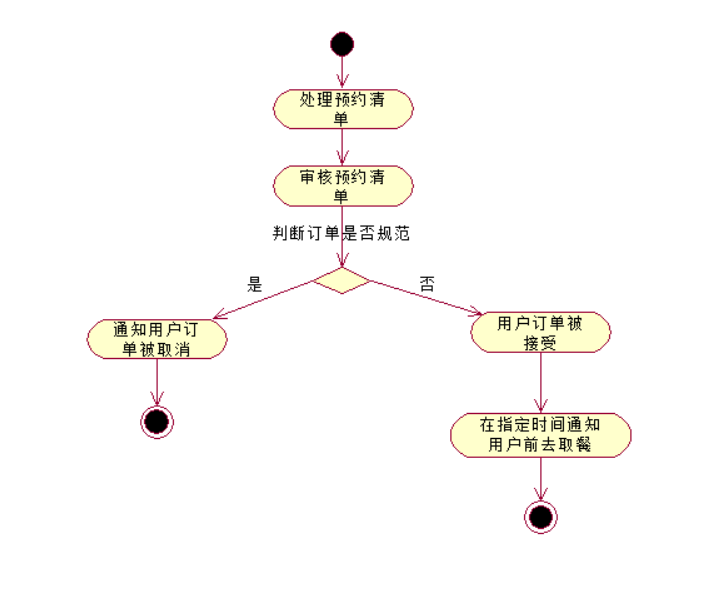 处理预约清
单
审核预约清
单
判断订单是否规范
是
否
通知用户订
单被取消
用户订单被
接受
在指定时间通知
用户前去取餐